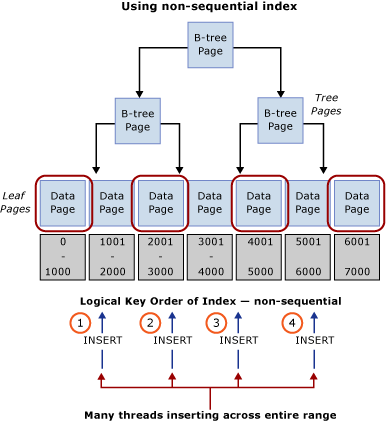 Using non-sequential index
B-tree
Page
B-tree
Page
B-tree
Page
Tree
Pages
Leaf
Pages
Data
Page
Data
Page
Data
Page
Data
Page
Data
Page
Data
Page
Data
Page
0 1001 2001 3001 4001 5001 6001
- - - - - - -
1000 2000 3000 4000 5000 6000 7000
Logical Key Order of Index — non-sequential
1 2 3 4
INSERT INSERT INSERT INSERT
Many threads inserting across entire range